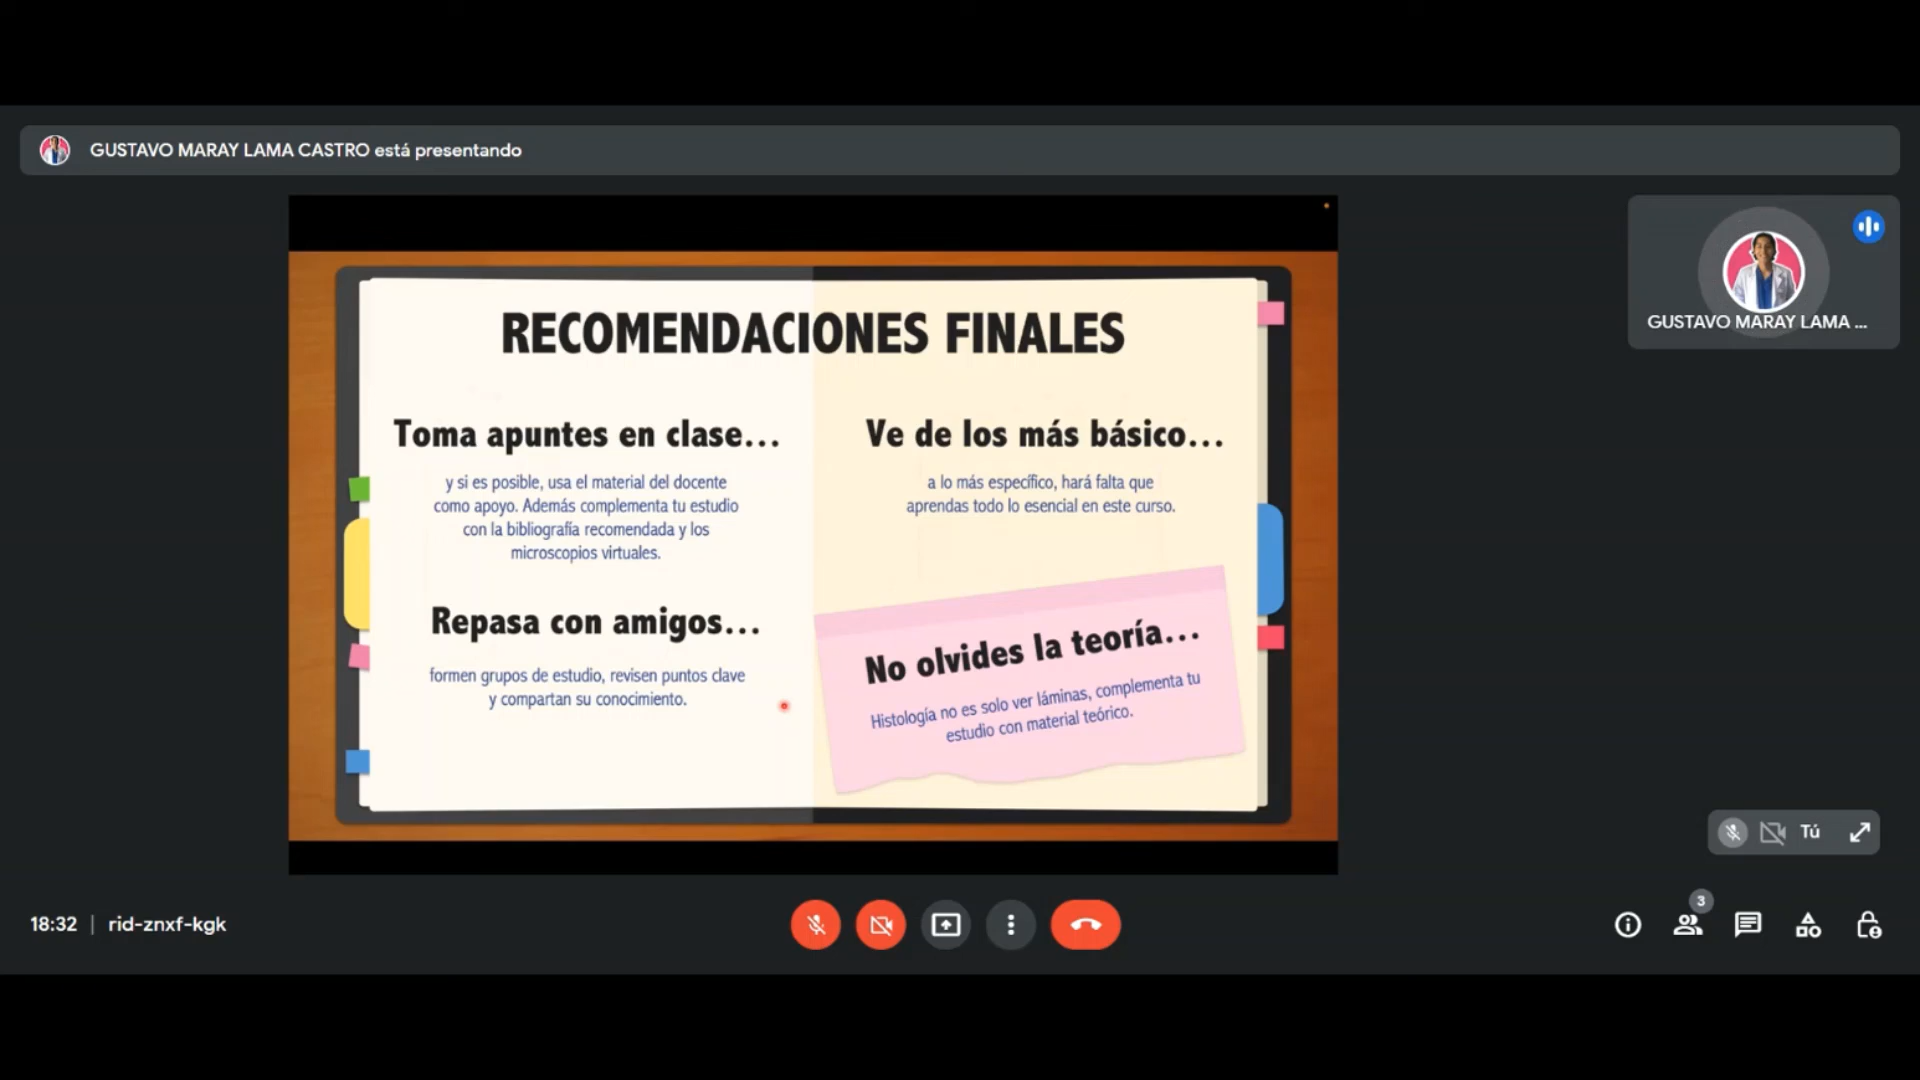 GUSTAVO MARAY LAMA CASTRO está presentando
RECOMENDACIONES FINALES
Toma apuntes en clase...
y si es posible, usa el material del docente
como apoyo. Además complementa tu estudio
con la bibliografía recomendada y los
microscopios virtuales.
Repasa con amigos...
formen grupos de estudio, revisen puntos clave
y compartan su conocimiento.
Ve de los más básico...
a lo más específico, hará falta que
aprendas todo lo esencial en este curso.
No olvides la teoría...
Histología no es solo ver láminas, complementa tu
estudio con material teórico.
GUSTAVO MARAY LAMA ...
Tú
18:32 | rid-znxf-kgk
3